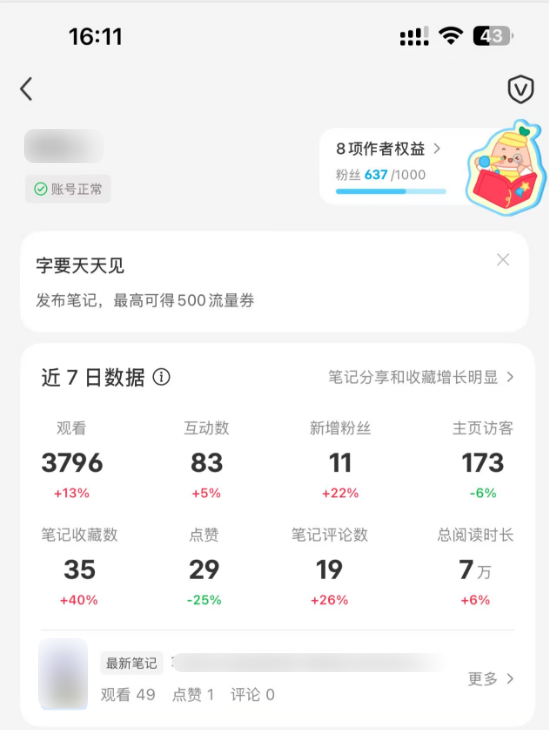 16:11
43
8项作者权益
账号正常
粉丝 637/1000
字要天天见
发布笔记，最高可得500流量券
近 7 日数据
笔记分享和收藏增长明显
观看 互动数 新增粉丝 主页访客
3796 83 11 173
+13% +5% +22% -6%
笔记收藏数 点赞 笔记评论数 总阅读时长
35 29 19 7万
+40% -25% +26% +6%
最新笔记
更多
观看 49 点赞 1 评论 0